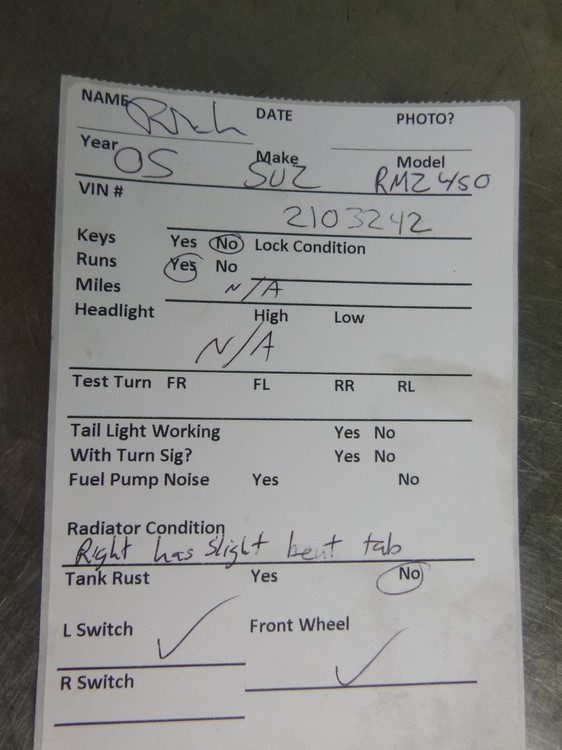 NAME Rich DATE PHOTO?
Year 05 Make SUZ Model RMZ450
VIN # 2103242
Keys Yes No Lock Condition
Runs Yes No
Miles N/A
Headlight High Low
N/A
Test Turn FR FL RR RL
Tail Light Working Yes No
With Turn Sig? Yes No
Fuel Pump Noise Yes No
Radiator Condition
Right has slight bent tab
Tank Rust Yes No
L Switch ✓ Front Wheel ✓
R Switch